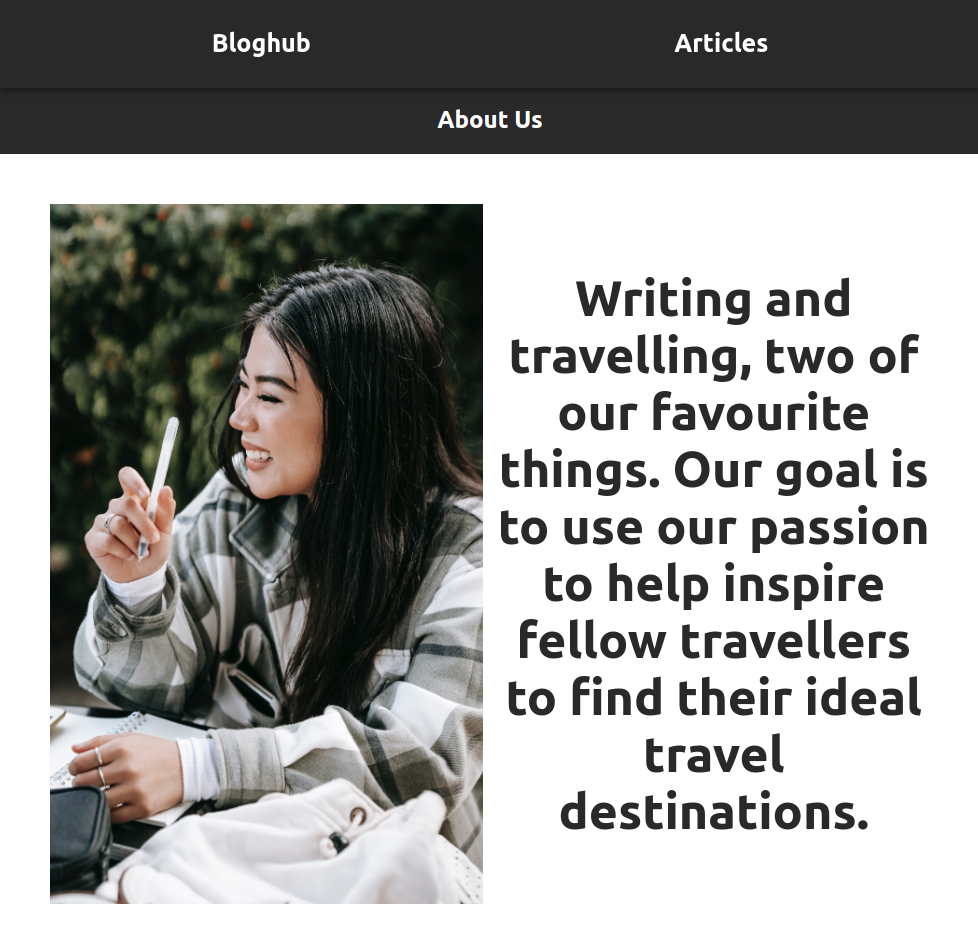 Bloghub
Articles
About Us
Writing and
travelling, two of
our favourite
things. Our goal is
to use our passion
to help inspire
fellow travellers
to find their ideal
travel
destinations.